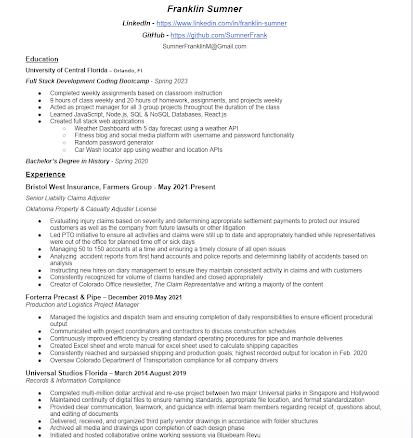 Franklin Sumner
LinkedIn - https://www.linkedin.com/in/franklin-sumner
GitHub - https://github.com/SumnerFrank
SumnerFranklinM@Gmail.com
Education
University of Central Florida – Orlando, FL
Full Stack Development Coding Bootcamp - Spring 2023
● Completed weekly assignments based on classroom instruction
● 9 hours of class weekly and 20 hours of homework, assignments, and projects weekly
● Acted as project manager for all 3 group projects throughout the duration of the class
● Learned JavaScript, Node.js, SQL & NoSQL Databases, React.js
● Created full stack web applications
○ Weather Dashboard with 5 day forecast using a weather API
○ Fitness blog and social media platform with username and password functionality
○ Random password generator
○ Car Wash locator app using weather and location APIs
Bachelor's Degree in History - Spring 2020
Experience
Bristol West Insurance, Farmers Group - May 2021-Present
Senior Liability Claims Adjuster
Oklahoma Property & Casualty Adjuster License
● Evaluating injury claims based on severity and determining appropriate settlement payments to protect our insured
customers as well as the company from future lawsuits or other litigation
● Led PTO initiative to ensure all activities and claims were still up to date and appropriately handled while representatives
were out of the office for planned time off or sick days
● Managing 50 to 150 accounts at a time and ensuring a timely closure of all open issues
● Analyzing accident reports from first hand accounts and police reports and determining liability of accidents based on
analysis
● Instructing new hires on diary management to ensure they maintain consistent activity in claims and with customers
● Consistently recognized for volume of claims handled and closed appropriately
● Creator of Colorado Office newsletter, The Claim Representative and writing a majority of the content
Forterra Precast & Pipe – December 2019-May 2021
Production and Logistics Project Manager
● Managed the logistics and dispatch team and ensuring completion of daily responsibilities to ensure efficient procedural
output
● Communicated with project coordinators and contractors to discuss construction schedules
● Continuously improved efficiency by creating standard operating procedures for pipe and manhole deliveries
● Created Excel sheet and wrote manual for excel sheet used to calculate shipping capacities
● Consistently reached and surpassed shipping and production goals; highest recorded output for location in Feb. 2020
● Oversaw Colorado Department of Transportation compliance for all company drivers
Universal Studios Florida – March 2014-August 2019
Records & Information Compliance
● Completed multi-million dollar archival and re-use project between two major Universal parks in Singapore and Hollywood
● Maintained continuity of digital files to ensure naming standards, appropriate file location, and format standardization
● Provided clear communication, teamwork, and guidance with internal team members regarding receipt of, questions about,
and editing of documents
● Delivered, received, and organized third party vendor drawings in accordance with folder structures
● Archived all media and drawings upon completion of each design phase
● Initiated and hosted collaborative online working sessions via Bluebeam Revu